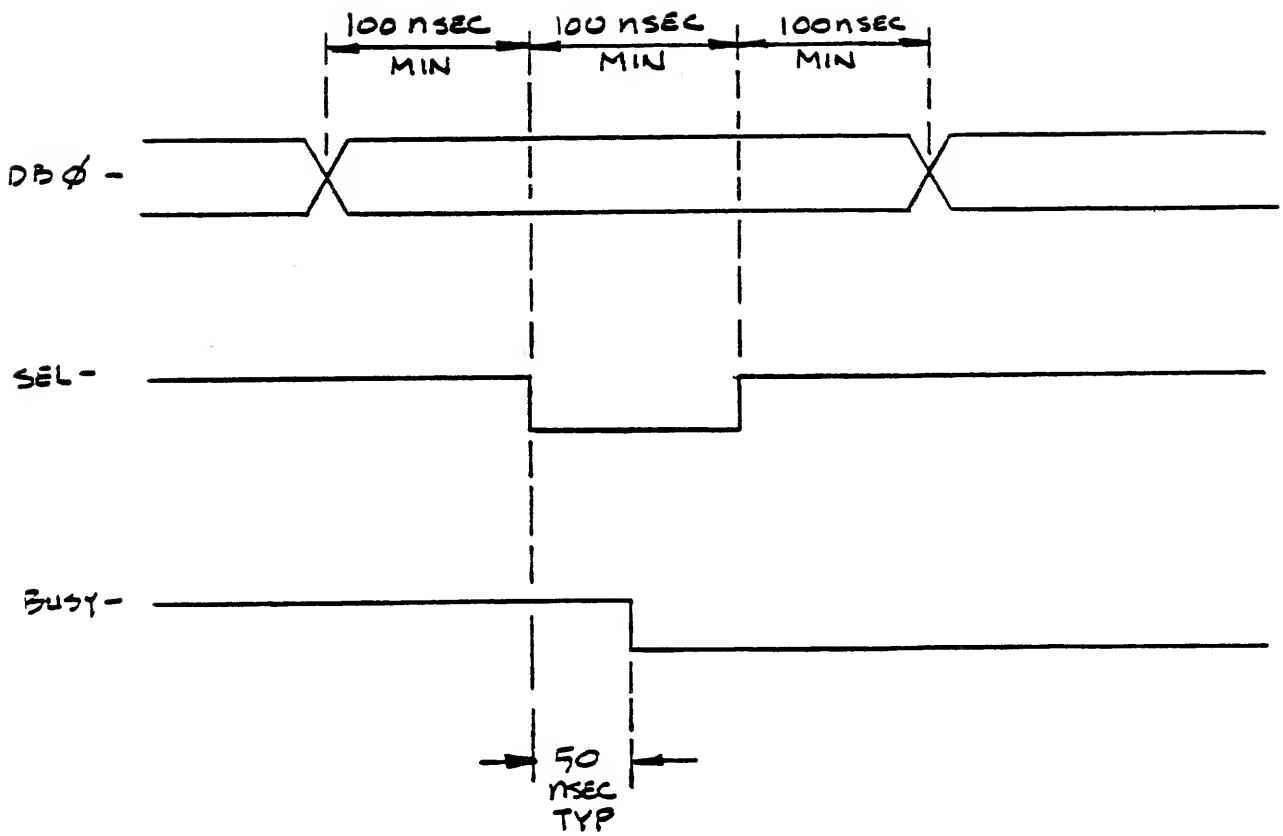 100 nSEC
MIN
100 nSEC
MIN
100nSEC
MIN
DBØ -
SEL -
BUSY -
50
nSEC
TYP